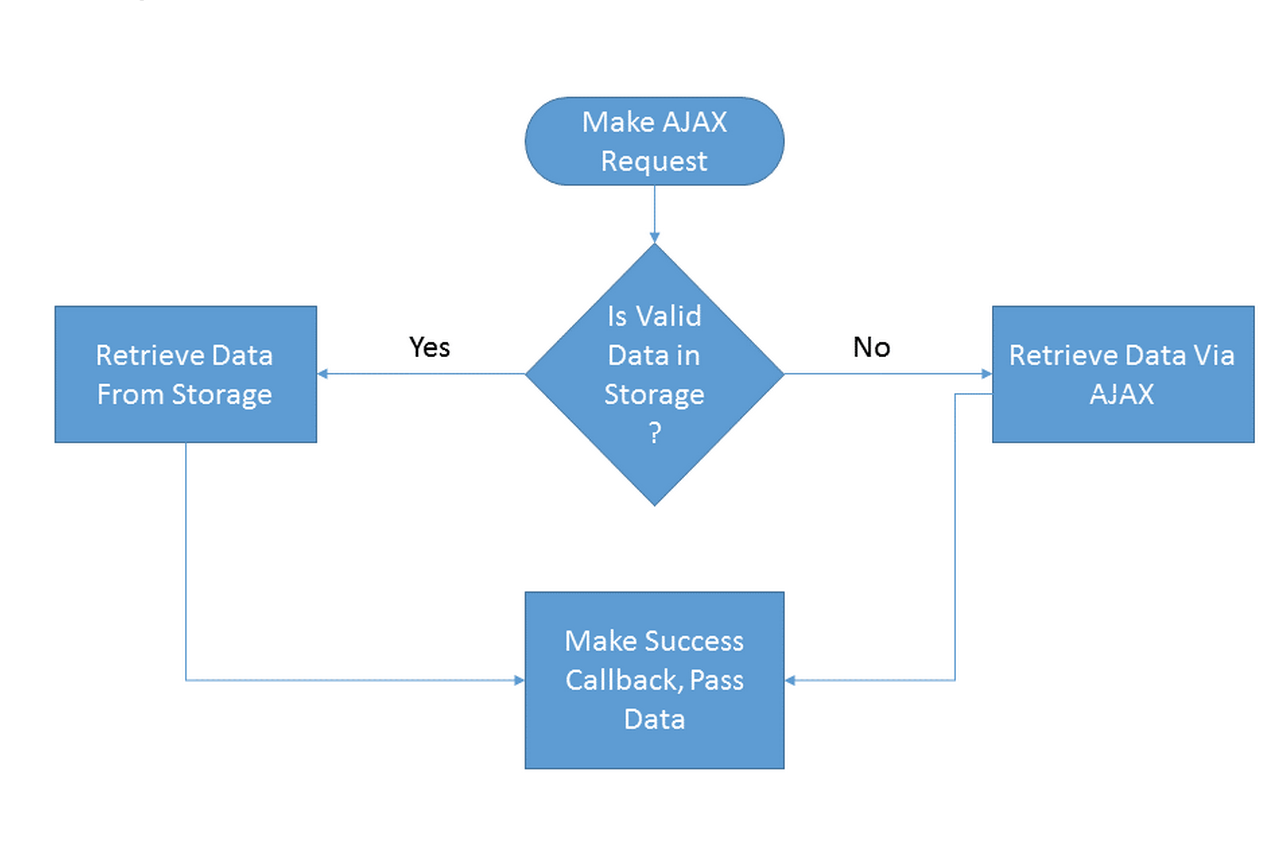 Make AJAX
Request
Is Valid
Data in
Storage
?
Yes
No
Retrieve Data
From Storage
Retrieve Data Via
AJAX
Make Success
Callback, Pass
Data